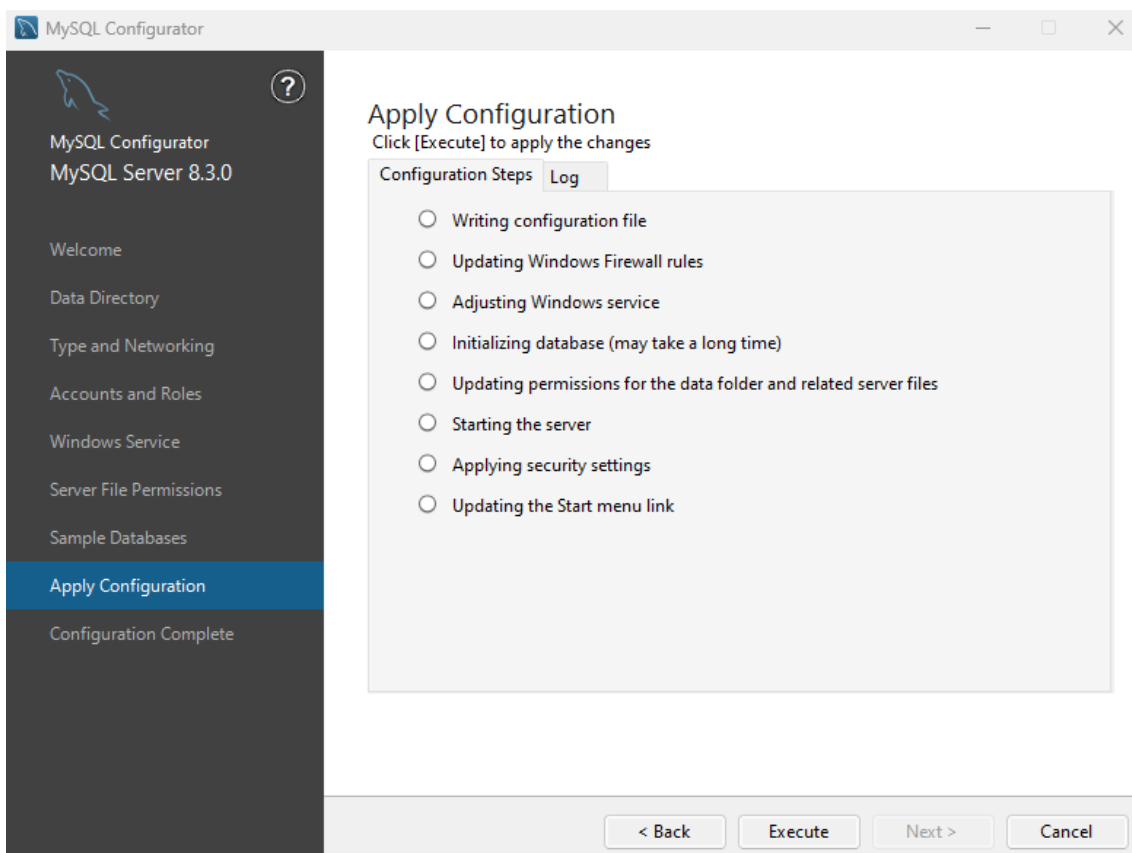 MySQL Configurator
?
MySQL Configurator
MySQL Server 8.3.0
Welcome
Data Directory
Type and Networking
Accounts and Roles
Windows Service
Server File Permissions
Sample Databases
Apply Configuration
Configuration Complete
Apply Configuration
Click [Execute] to apply the changes
Configuration Steps Log
Writing configuration file
Updating Windows Firewall rules
Adjusting Windows service
Initializing database (may take a long time)
Updating permissions for the data folder and related server files
Starting the server
Applying security settings
Updating the Start menu link
< Back Execute Next > Cancel